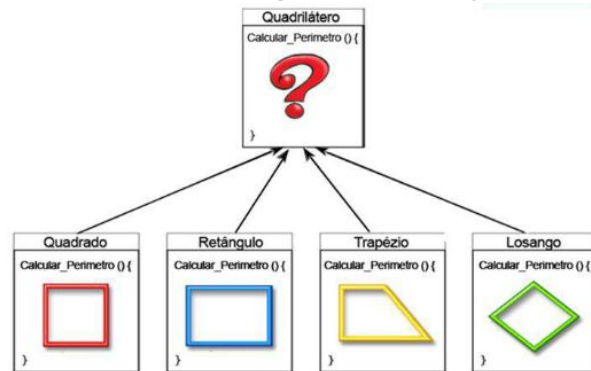 Quadrilátero
Calcular_Perimetro () {
?
}
Quadrado
Calcular_Perimetro () {
}
Retângulo
Calcular_Perimetro () {
}
Trapézio
Calcular_Perimetro () {
}
Losango
Calcular_Perimetro () {
}